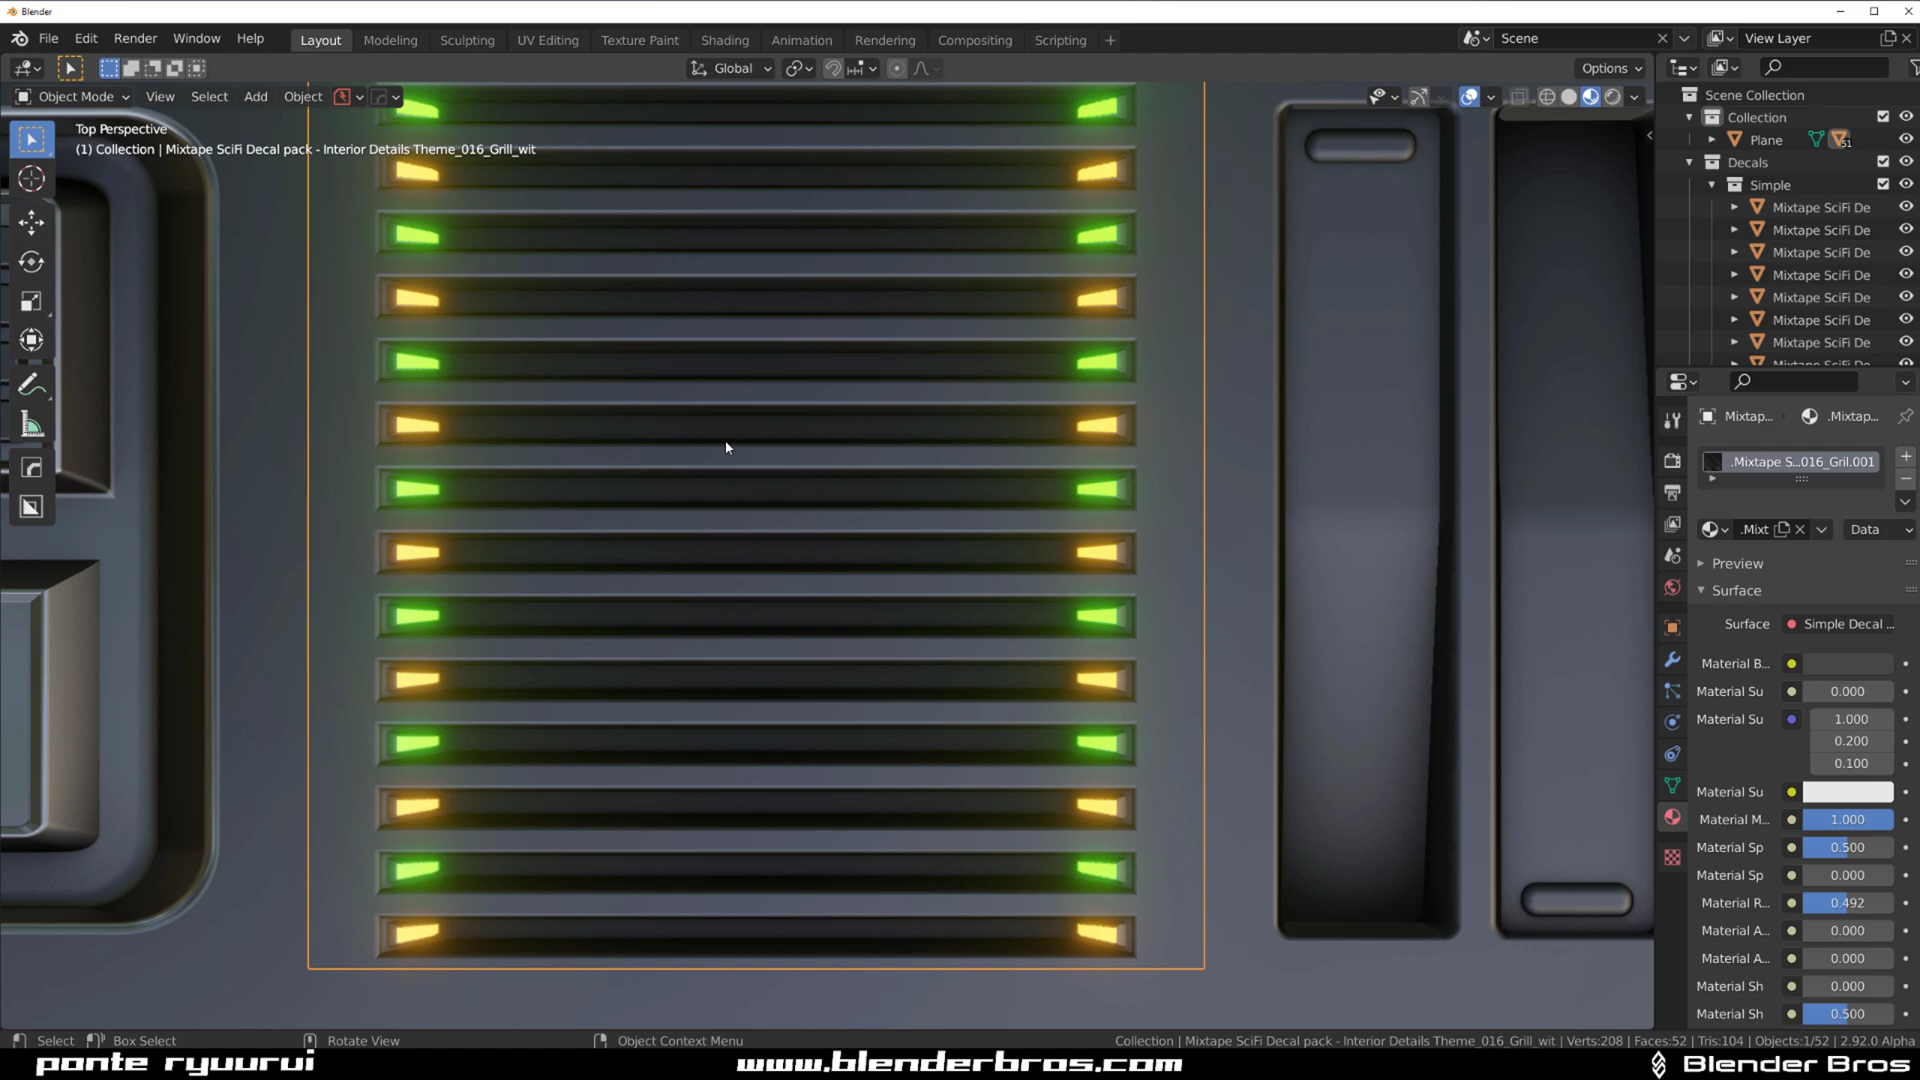 Blender
File Edit Render Window Help Layout Modeling Sculpting UV Editing Texture Paint Shading Animation Rendering Compositing Scripting + Scene View Layer
Global Options
Object Mode View Select Add Object
Top Perspective
(1) Collection | Mixtape SciFi Decal pack - Interior Details Theme_016_Grill_wit
Scene Collection
Collection
Plane 51
Decals
Simple
Mixtape SciFi De
Mixtape SciFi De
Mixtape SciFi De
Mixtape SciFi De
Mixtape SciFi De
Mixtape SciFi De
Mixtape SciFi De
Mixtap... .Mixtap...
.Mixtape S...016_Gril.001
.Mixt Data
Preview
Surface
Surface Simple Decal ...
Material B...
Material Su 0.000
Material Su 1.000
0.200
0.100
Material Su
Material M... 1.000
Material Sp 0.500
Material Sp 0.000
Material R... 0.492
Material A... 0.000
Material A... 0.000
Material Sh 0.000
Material Sh 0.500
Select Box Select Rotate View Object Context Menu Collection | Mixtape SciFi Decal pack - Interior Details Theme_016_Grill_wit | Verts:208 | Faces:52 | Tris:104 | Objects:1/52 | 2.92.0 Alpha
ponte ryuurui www.blenderbros.com Blender Bros